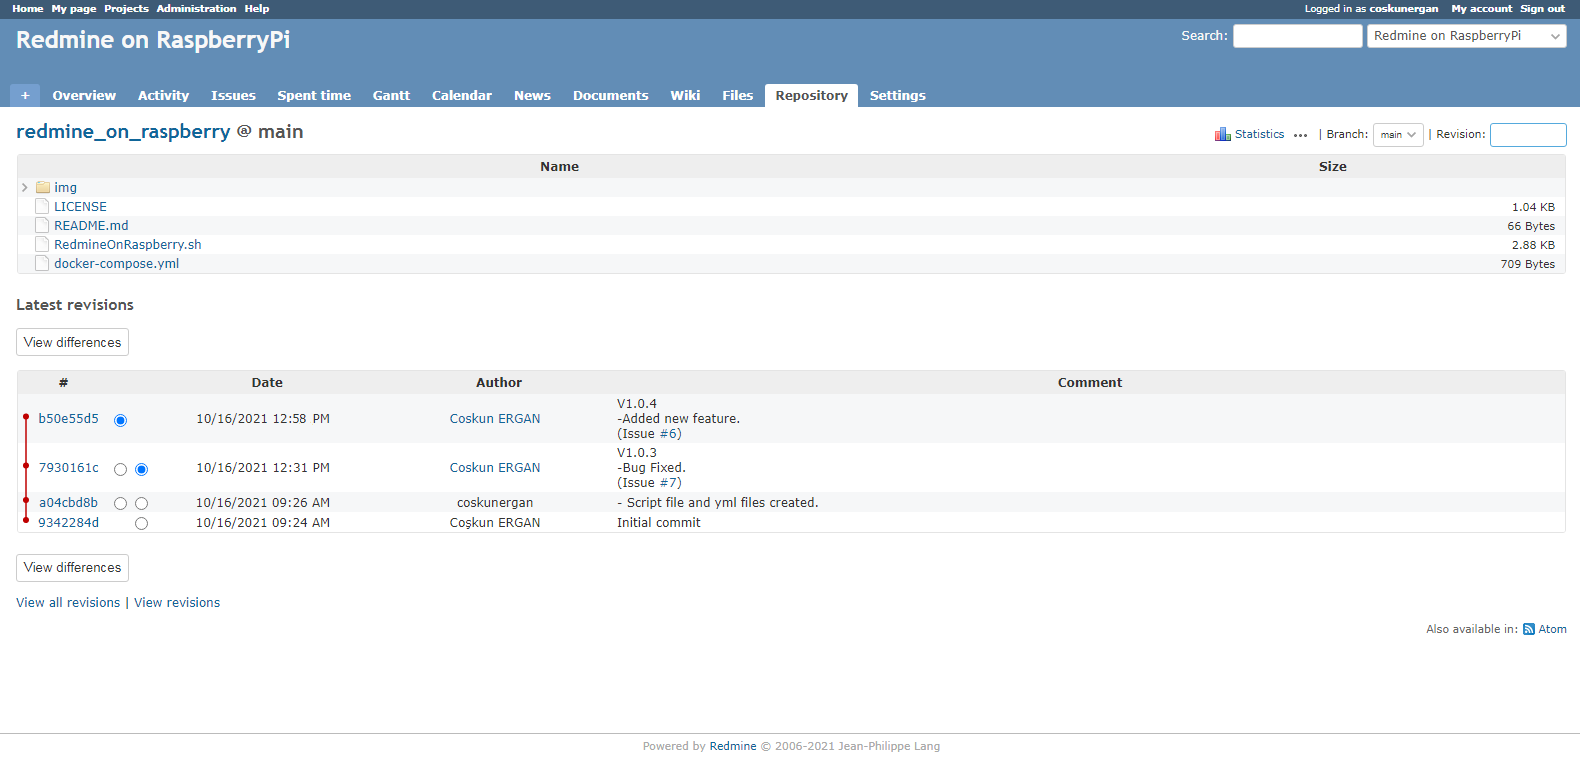 Home My page Projects Administration Help Logged in as coskunergan My account Sign out
Redmine on RaspberryPi Search: Redmine on RaspberryPi
+ Overview Activity Issues Spent time Gantt Calendar News Documents Wiki Files Repository Settings
redmine_on_raspberry @ main Statistics ••• | Branch: main | Revision:
Name Size
img
LICENSE 1.04 KB
README.md 66 Bytes
RedmineOnRaspberry.sh 2.88 KB
docker-compose.yml 709 Bytes
Latest revisions
View differences
# Date Author Comment
b50e55d5 10/16/2021 12:58 PM Coskun ERGAN V1.0.4
-Added new feature.
(Issue #6)
7930161c 10/16/2021 12:31 PM Coskun ERGAN V1.0.3
-Bug Fixed.
(Issue #7)
a04cbd8b 10/16/2021 09:26 AM coskunergan - Script file and yml files created.
9342284d 10/16/2021 09:24 AM Coşkun ERGAN Initial commit
View differences
View all revisions | View revisions
Also available in: Atom
Powered by Redmine © 2006-2021 Jean-Philippe Lang